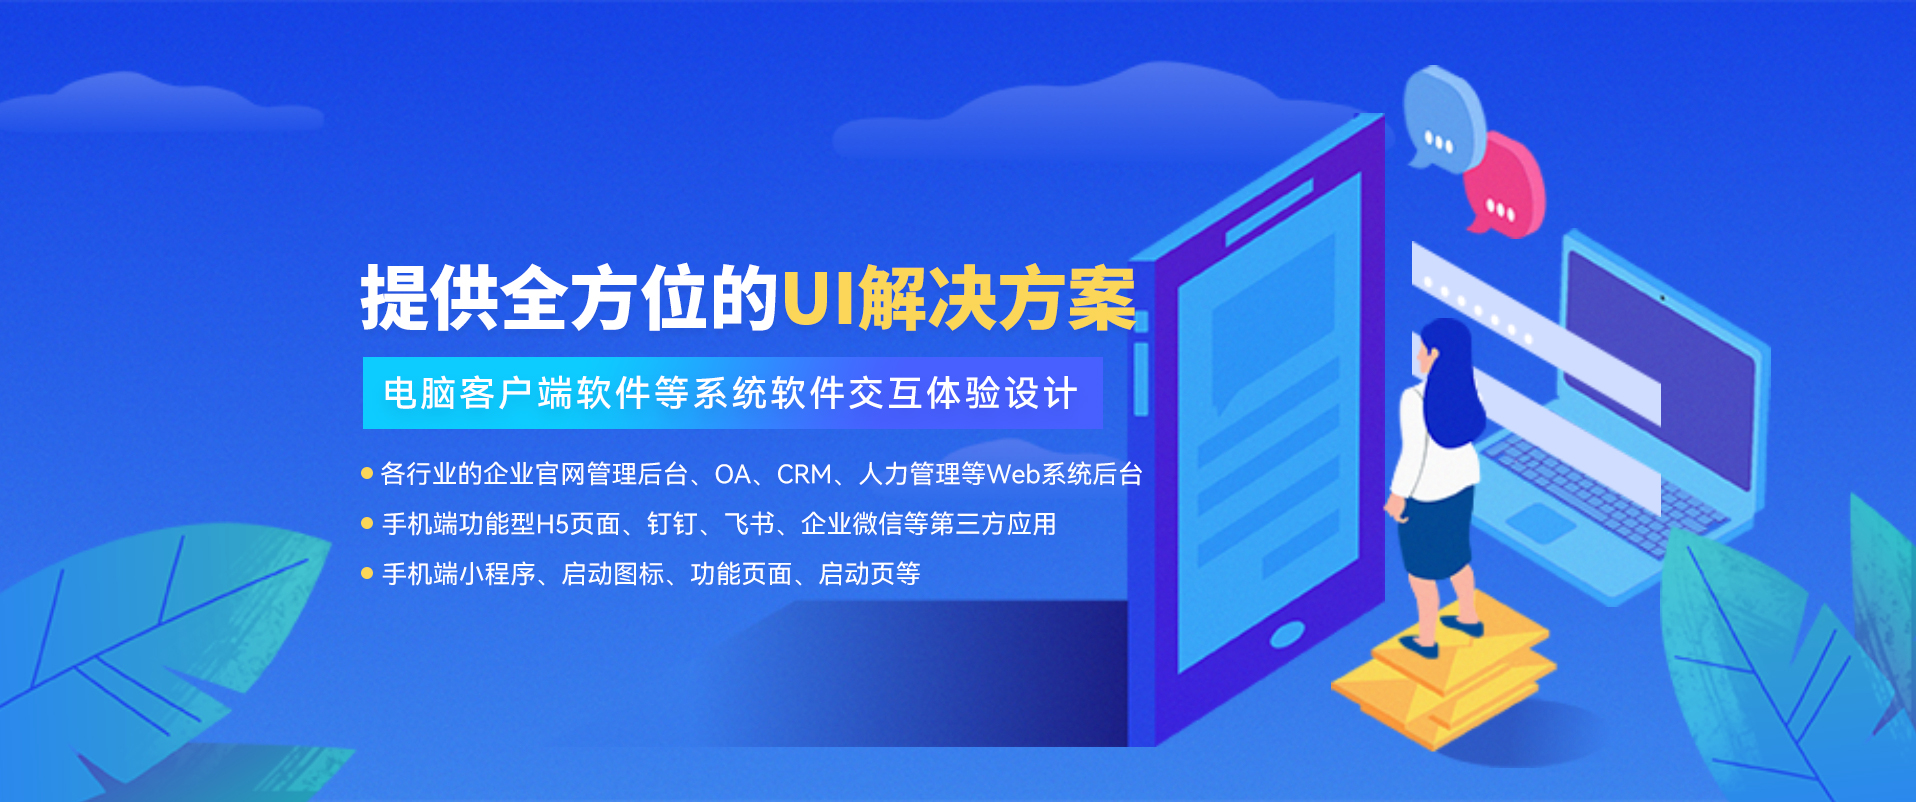 提供全方位的UI解决方案
电脑客户端软件等系统软件交互体验设计
各行业的企业官网管理后台、OA、CRM、人力管理等Web系统后台
手机端功能型H5页面、钉钉、飞书、企业微信等第三方应用
手机端小程序、启动图标、功能页面、启动页等